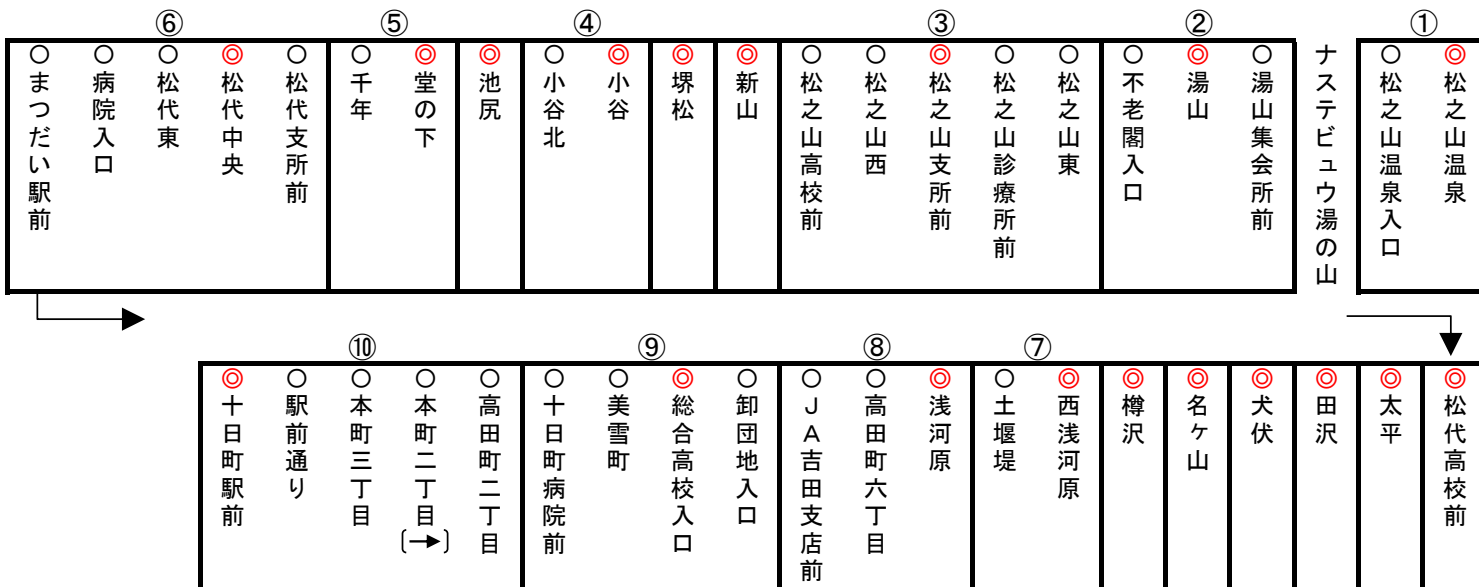 ⑥
⑤
④
③
②
①
○まつだい駅前
○病院入口
○松代東
◎松代中央
○松代支所前
○千年
◎堂の下
◎池尻
○小谷北
◎小谷
◎堺松
◎新山
○松之山高校前
○松之山西
◎松之山支所前
○松之山診療所前
○松之山東
○不老閣入口
◎湯山
○湯山集会所前
ナステビュウ湯の山
○松之山温泉入口
◎松之山温泉
⑩
⑨
⑧
⑦
◎十日町駅前
○駅前通り
○本町三丁目
○本町二丁目〔→〕
○高田町二丁目
○十日町病院前
○美雪町
◎総合高校入口
○卸団地入口
○JA吉田支店前
○高田町六丁目
◎浅河原
○土堰堤
◎西浅河原
◎樽沢
◎名ヶ山
◎犬伏
◎田沢
◎太平
◎松代高校前